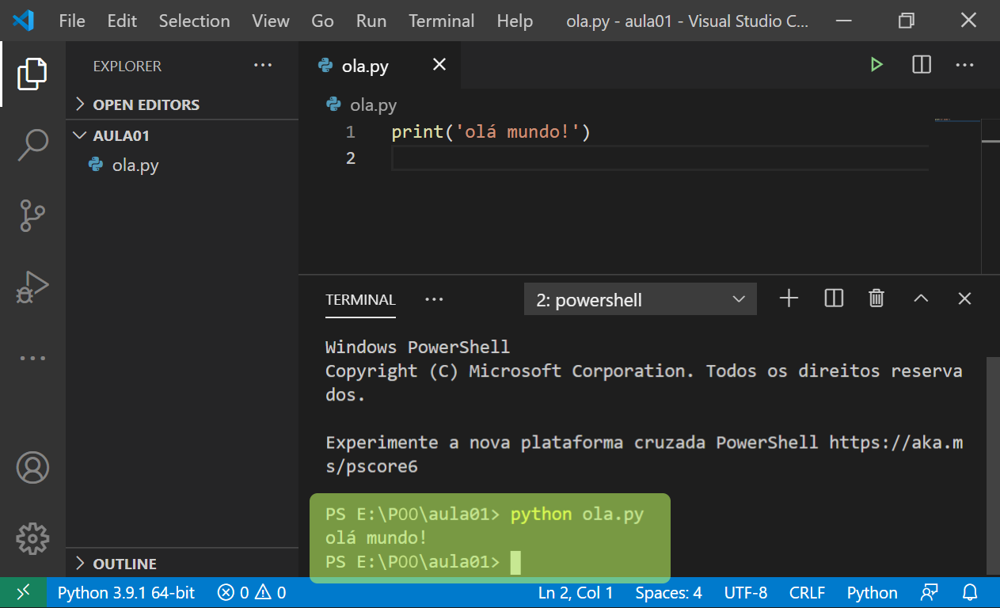 File Edit Selection View Go Run Terminal Help ola.py - aula01 - Visual Studio C...
EXPLORER
OPEN EDITORS
AULA01
ola.py
OUTLINE
ola.py
ola.py
1 print('olá mundo!')
2
TERMINAL 2: powershell
Windows PowerShell
Copyright (C) Microsoft Corporation. Todos os direitos reserva
dos.
Experimente a nova plataforma cruzada PowerShell https://aka.m
s/pscore6
PS E:\POO\aula01> python ola.py
olá mundo!
PS E:\POO\aula01>
Python 3.9.1 64-bit 0 0 Ln 2, Col 1 Spaces: 4 UTF-8 CRLF Python